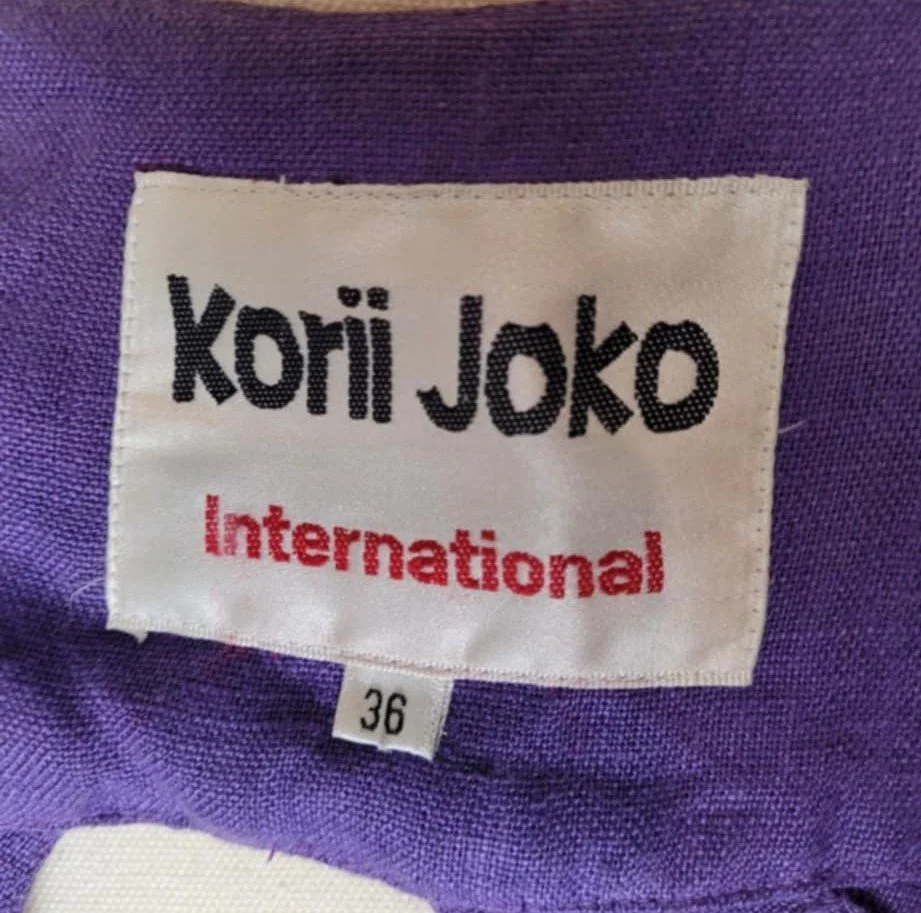 Korii Joko
International
36